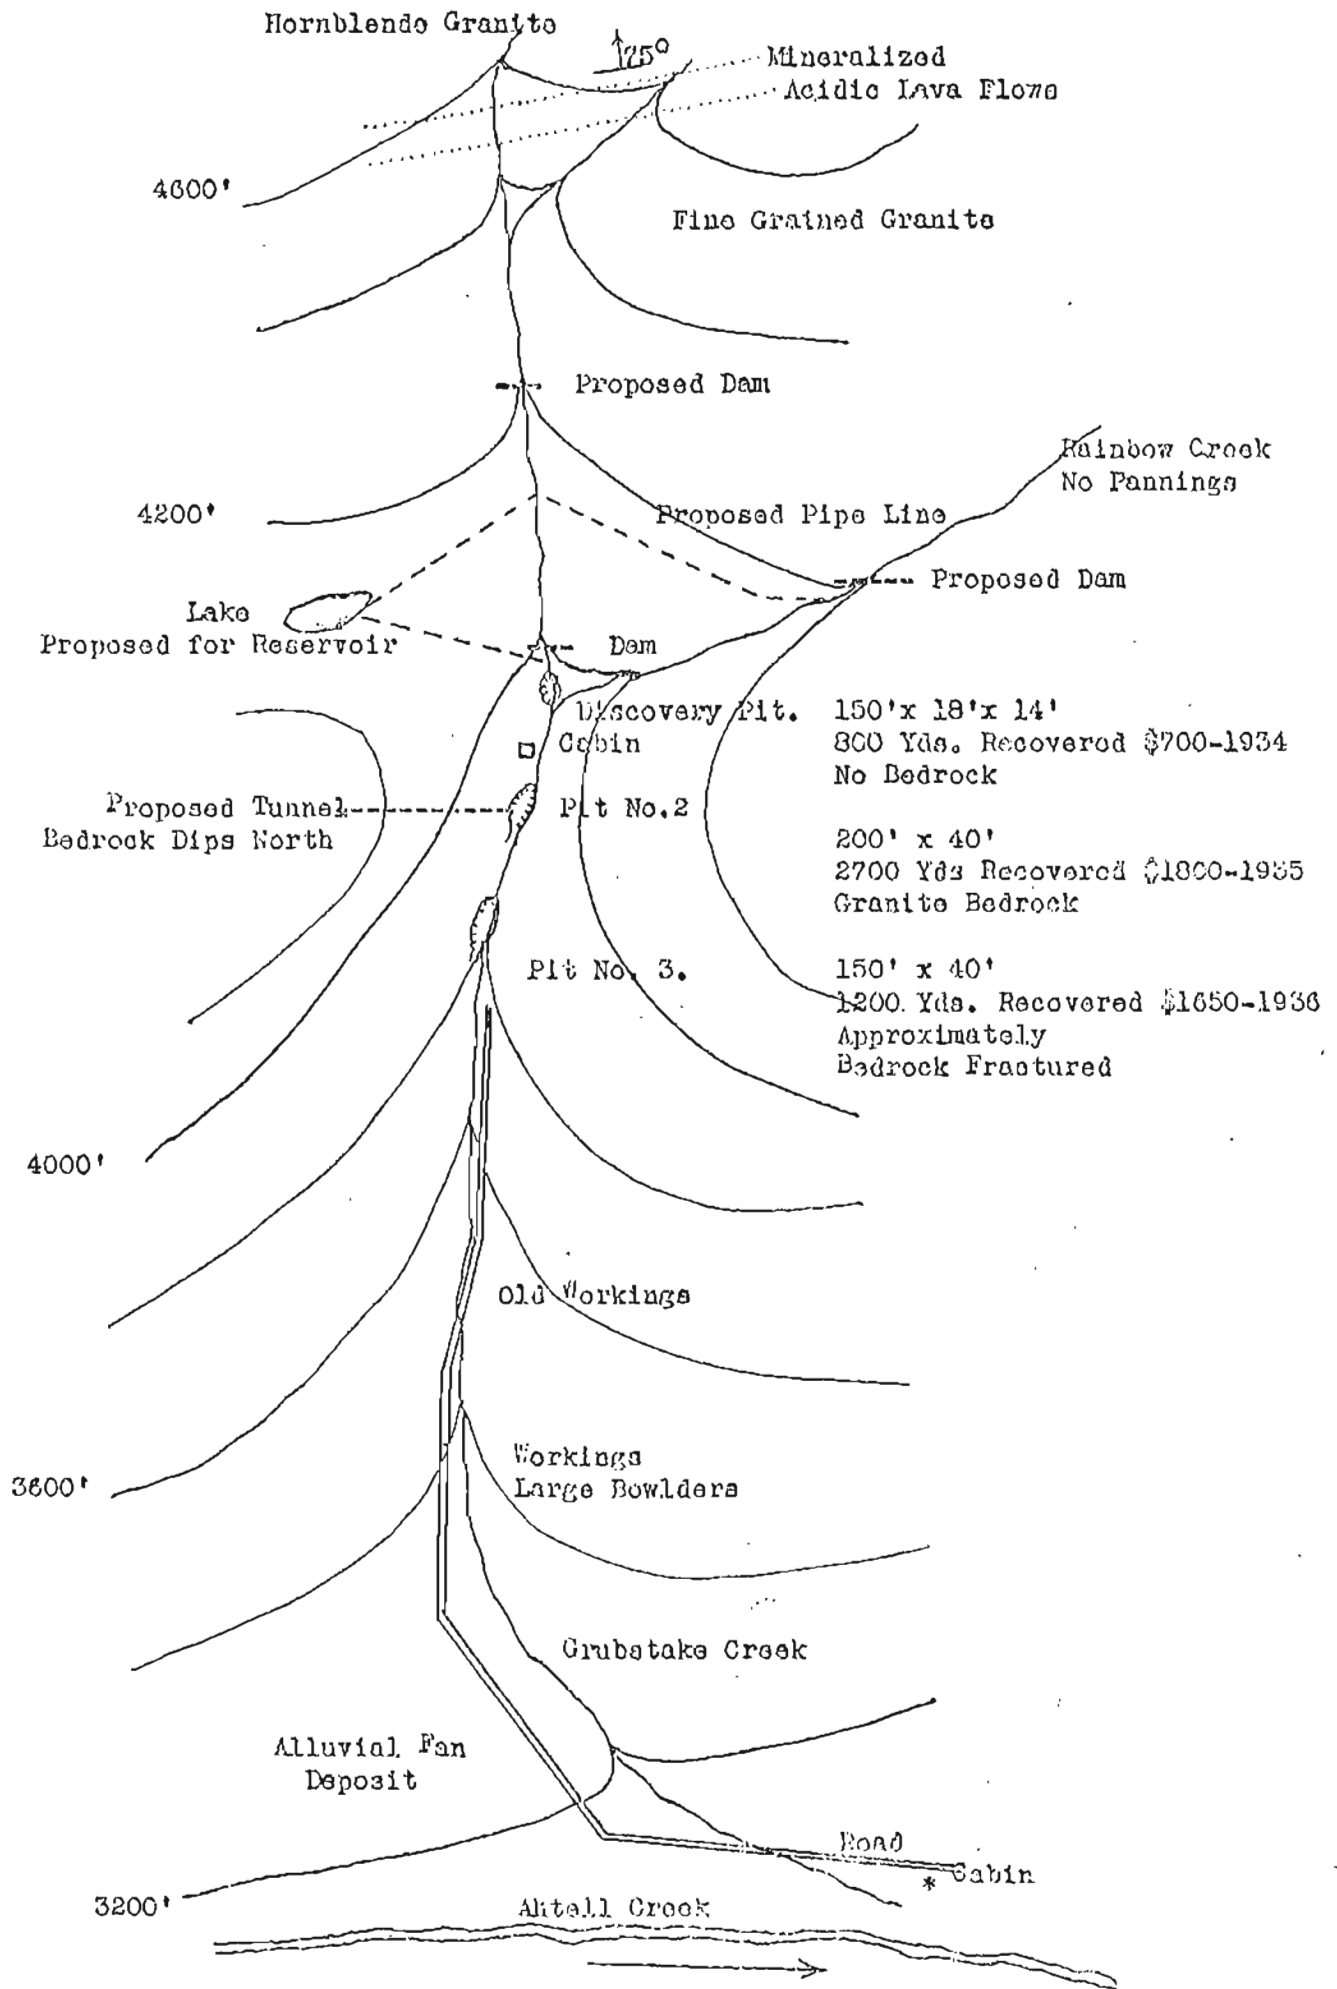 Hornblende Granite
75°
Mineralized
Acidic Lava Flows
4600'
Fine Grained Granite
Proposed Dam
Rainbow Creek
No Pannings
4200'
Proposed Pipe Line
Proposed Dam
Lake
Proposed for Reservoir
Dam
Discovery Pit.
150'x 18'x 14'
800 Yds. Recovered $700-1934
No Bedrock
Cabin
Proposed Tunnel
Bedrock Dips North
Pit No.2
200' x 40'
2700 Yds Recovered $1800-1935
Granite Bedrock
Pit No. 3.
150' x 40'
1200 Yds. Recovered $1650-1936
Approximately
Bedrock Fractured
4000'
Old Workings
3600'
Workings
Large Bowlders
Grubstake Creek
Alluvial Fan
Deposit
Road
Cabin
*
3200'
Ahtell Creek